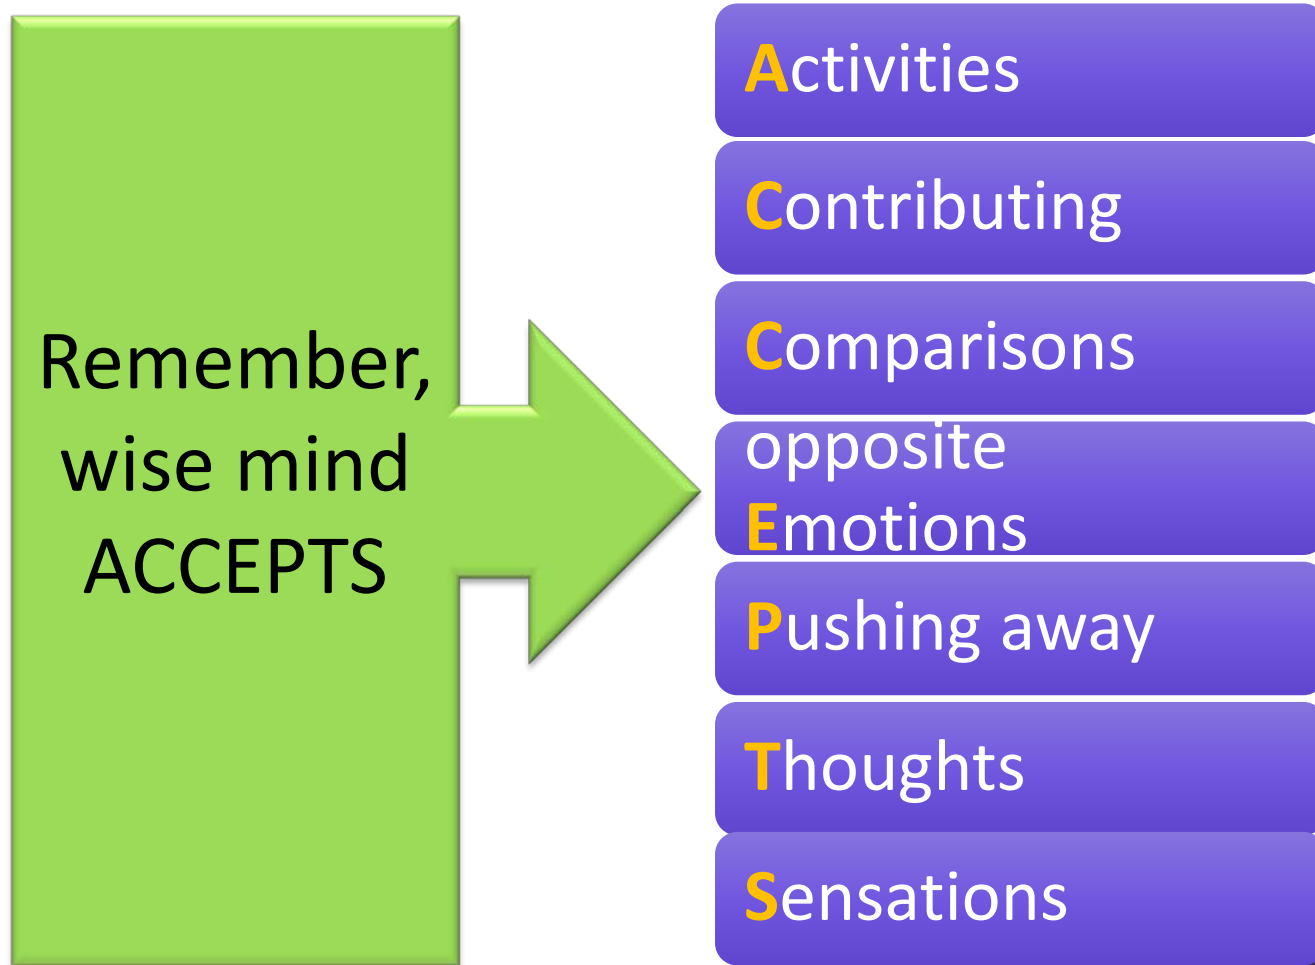 Remember,
wise mind
ACCEPTS
Activities
Contributing
Comparisons
opposite
Emotions
Pushing away
Thoughts
Sensations